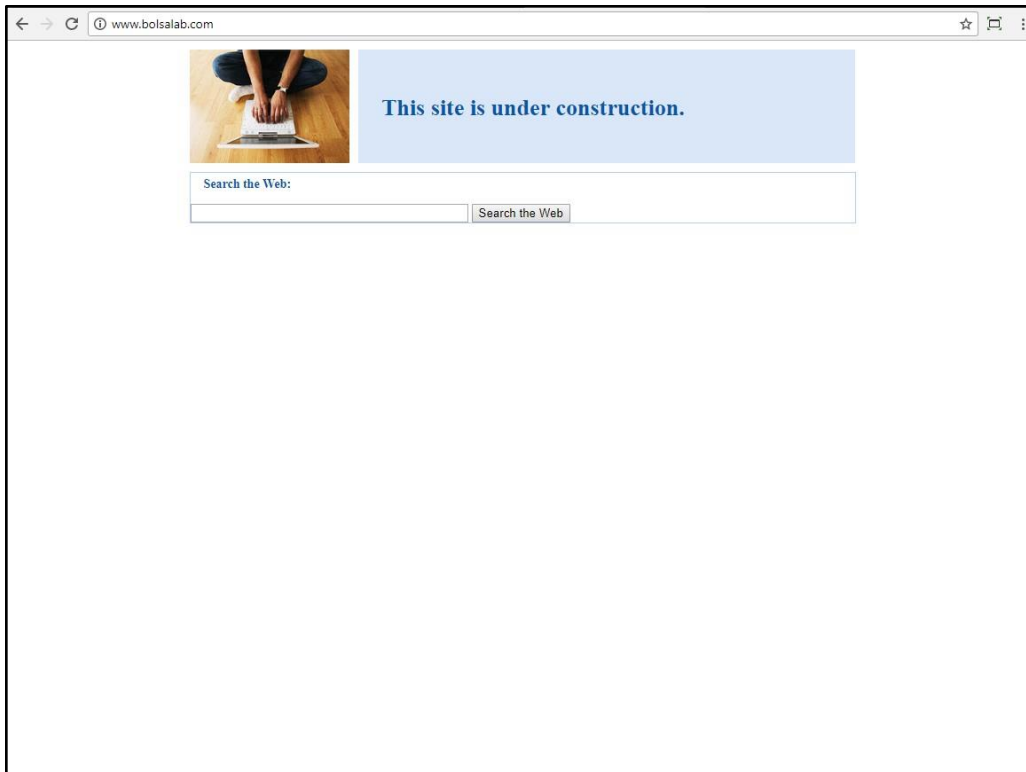 www.bolsalab.com
This site is under construction.
Search the Web:
Search the Web